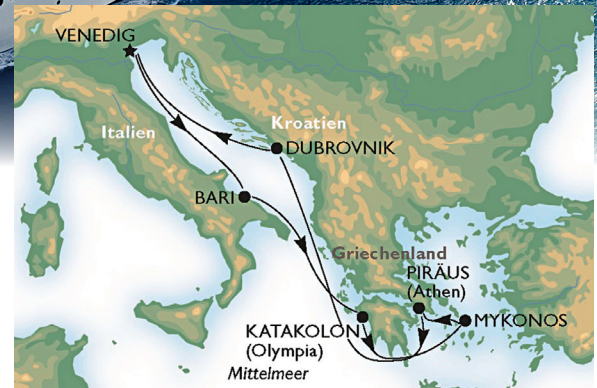 VENEDIG
Italien
Kroatien
DUBROVNIK
BARI
Griechenland
PIRÄUS
(Athen)
KATAKOLON
(Olympia)
MYKONOS
Mittelmeer